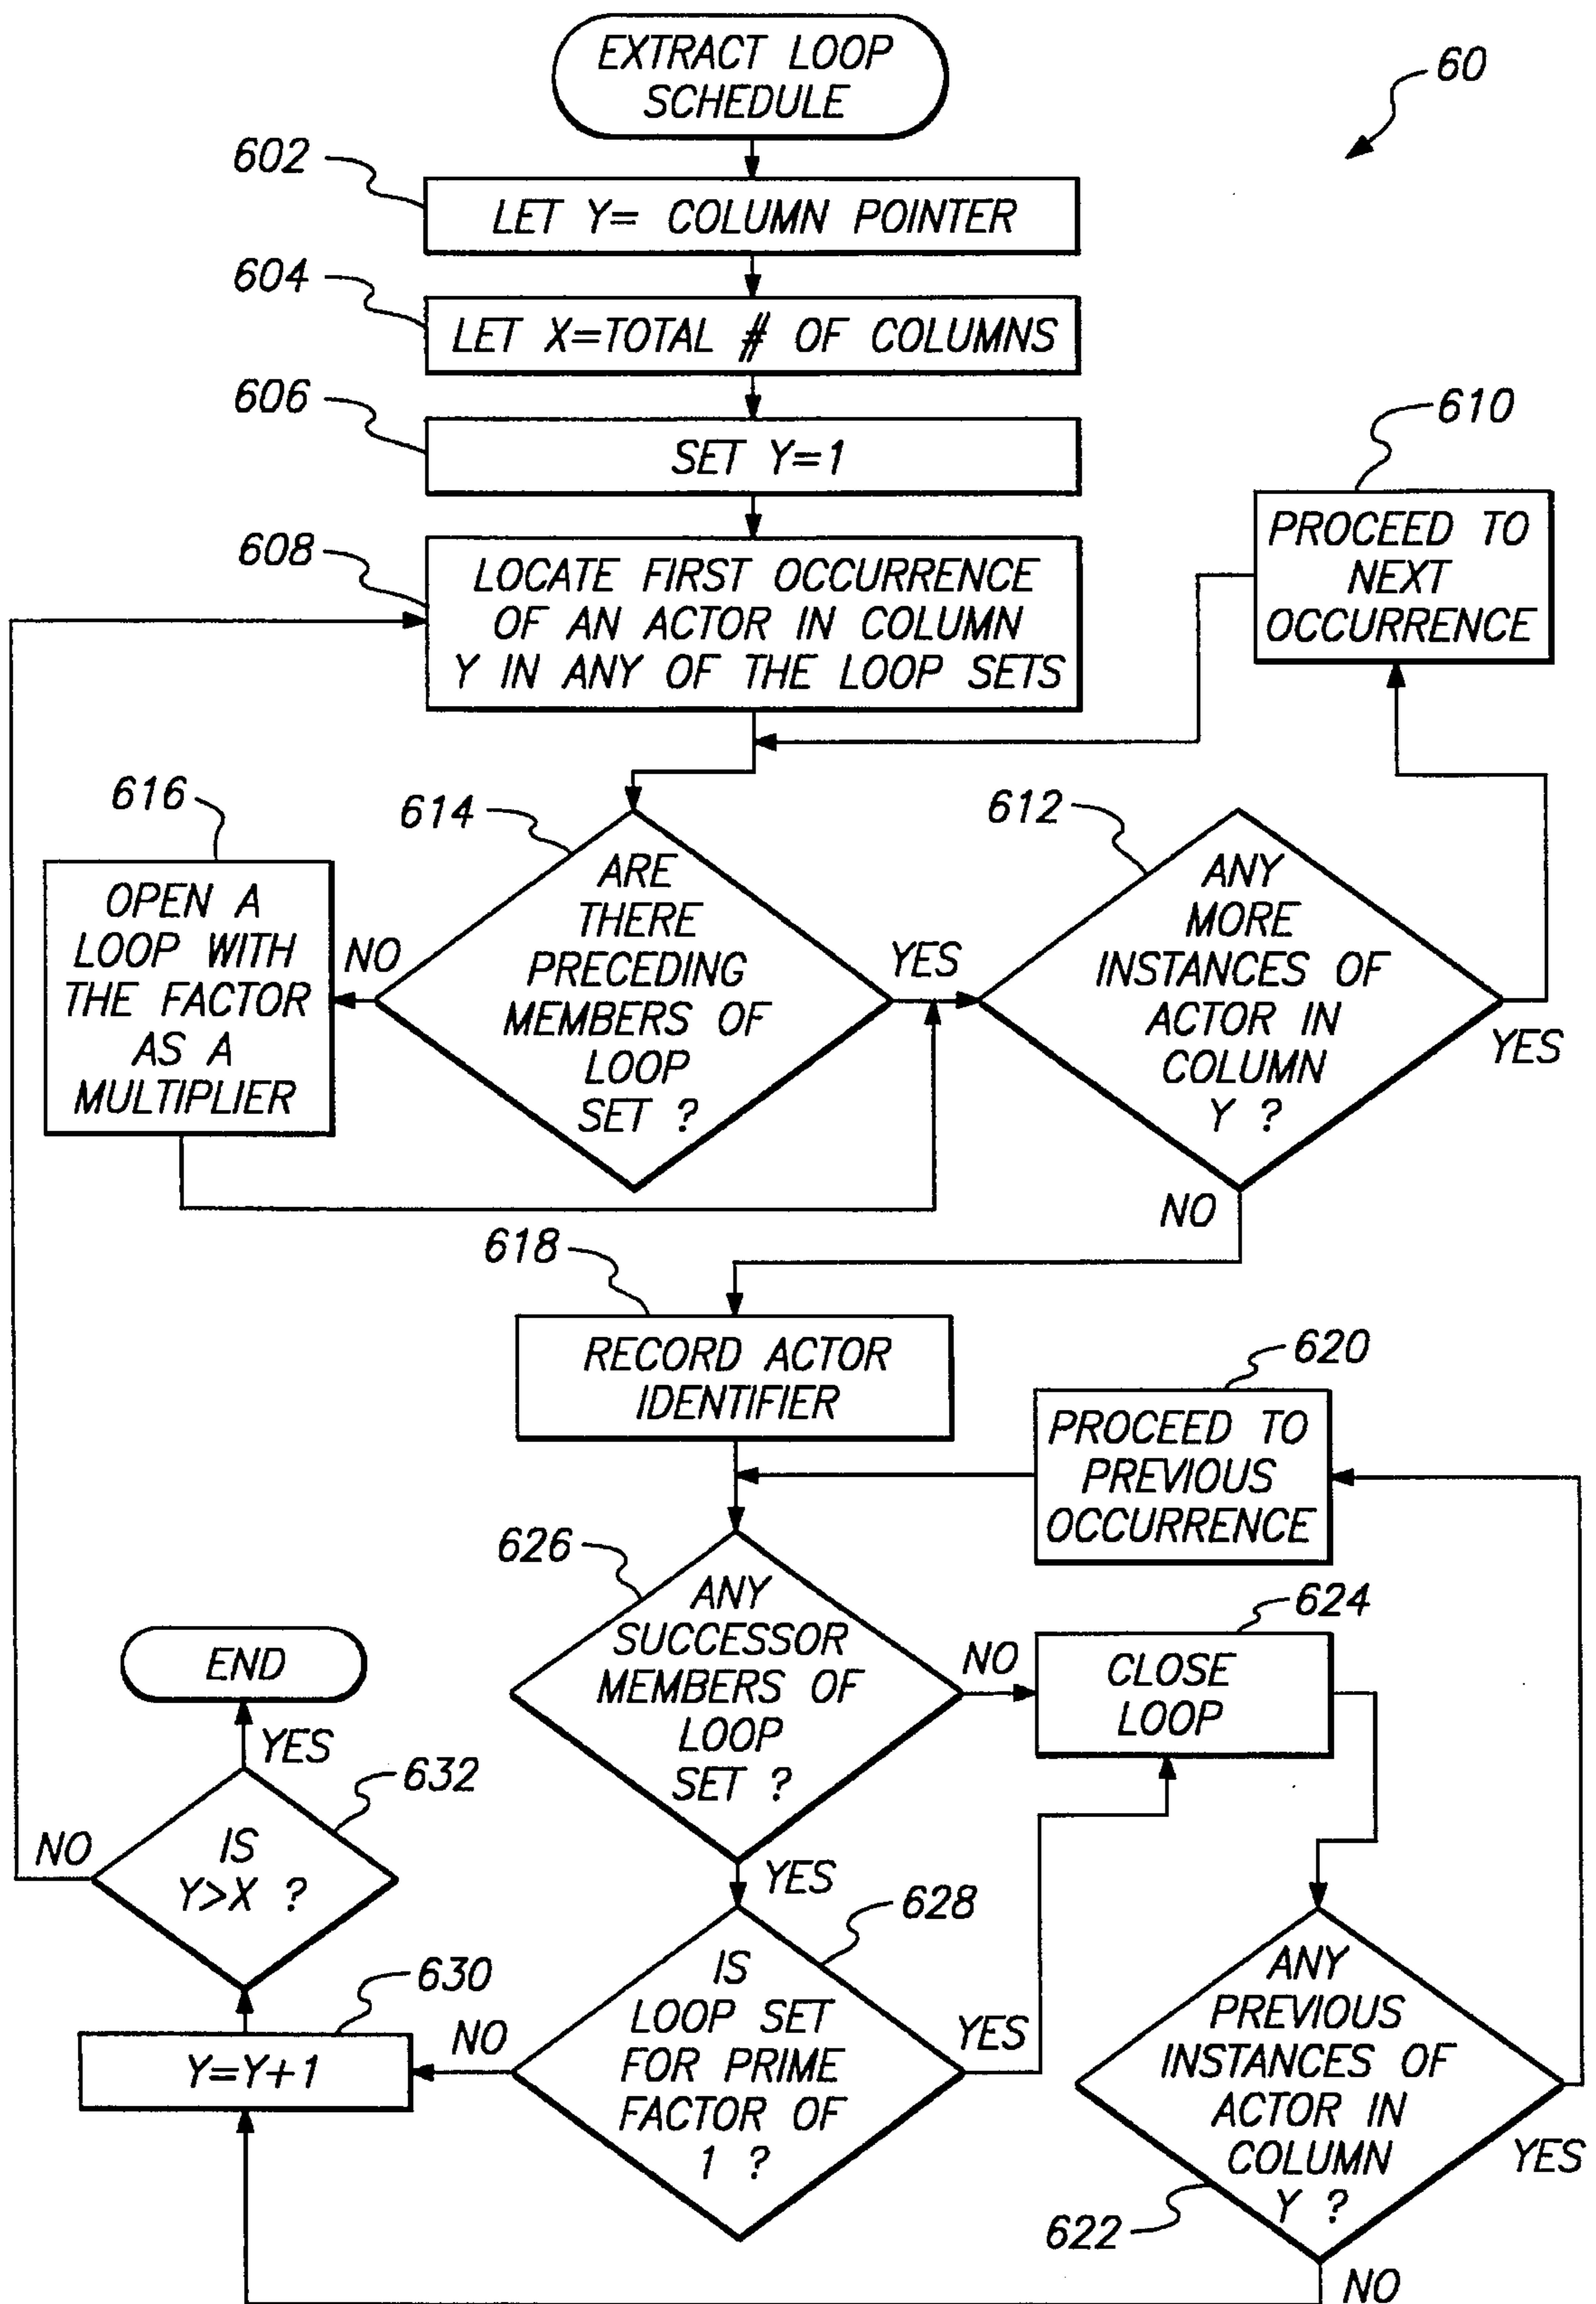 EXTRACT LOOP
SCHEDULE
60
602
LET Y= COLUMN POINTER
604
LET X=TOTAL # OF COLUMNS
606
SET Y=1
610
PROCEED TO
NEXT
OCCURRENCE
608
LOCATE FIRST OCCURRENCE
OF AN ACTOR IN COLUMN
Y IN ANY OF THE LOOP SETS
616
OPEN A
LOOP WITH
THE FACTOR
AS A
MULTIPLIER
NO
614
ARE
THERE
PRECEDING
MEMBERS OF
LOOP
SET ?
YES
612
ANY
MORE
INSTANCES OF
ACTOR IN
COLUMN
Y ?
YES
NO
618
RECORD ACTOR
IDENTIFIER
620
PROCEED TO
PREVIOUS
OCCURRENCE
626
ANY
SUCCESSOR
MEMBERS OF
LOOP
SET ?
NO
624
CLOSE
LOOP
END
YES
632
IS
Y>X ?
NO
YES
628
IS
LOOP SET
FOR PRIME
FACTOR OF
1 ?
YES
NO
630
Y=Y+1
ANY
PREVIOUS
INSTANCES OF
ACTOR IN
COLUMN
Y ?
YES
622
NO